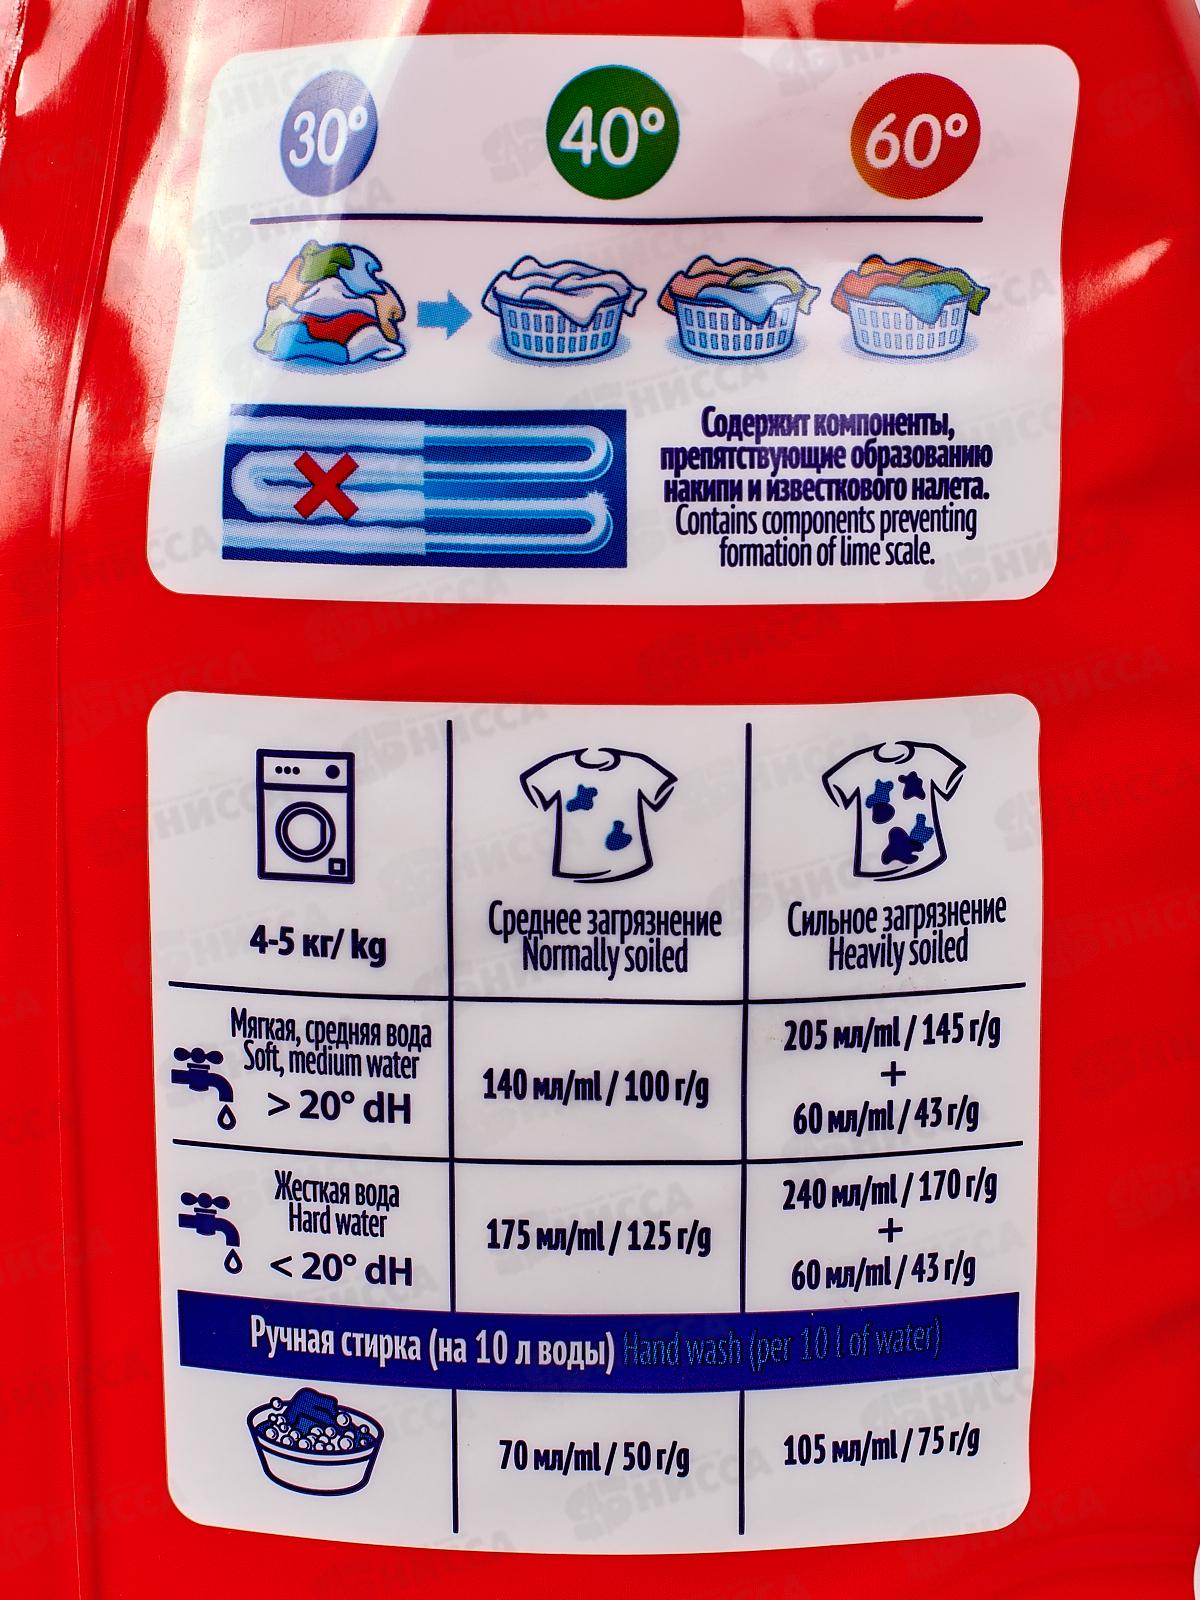 30°
40°
60°
Содержит компоненты,
препятствующие образованию
накипи и известкового налета.
Contains components preventing
formation of lime scale.
4-5 кг/ kg
Среднее загрязнение
Normally soiled
Сильное загрязнение
Heavily soiled
Мягкая, средняя вода
Soft, medium water
> 20° dH
140 мл/ml / 100 г/g
205 мл/ml / 145 г/g
+
60 мл/ml / 43 г/g
Жесткая вода
Hard water
< 20° dH
175 мл/ml / 125 г/g
240 мл/ml / 170 г/g
+
60 мл/ml / 43 г/g
Ручная стирка (на 10 л воды) Hand wash (per 10 l of water)
70 мл/ml / 50 г/g
105 мл/ml / 75 г/g